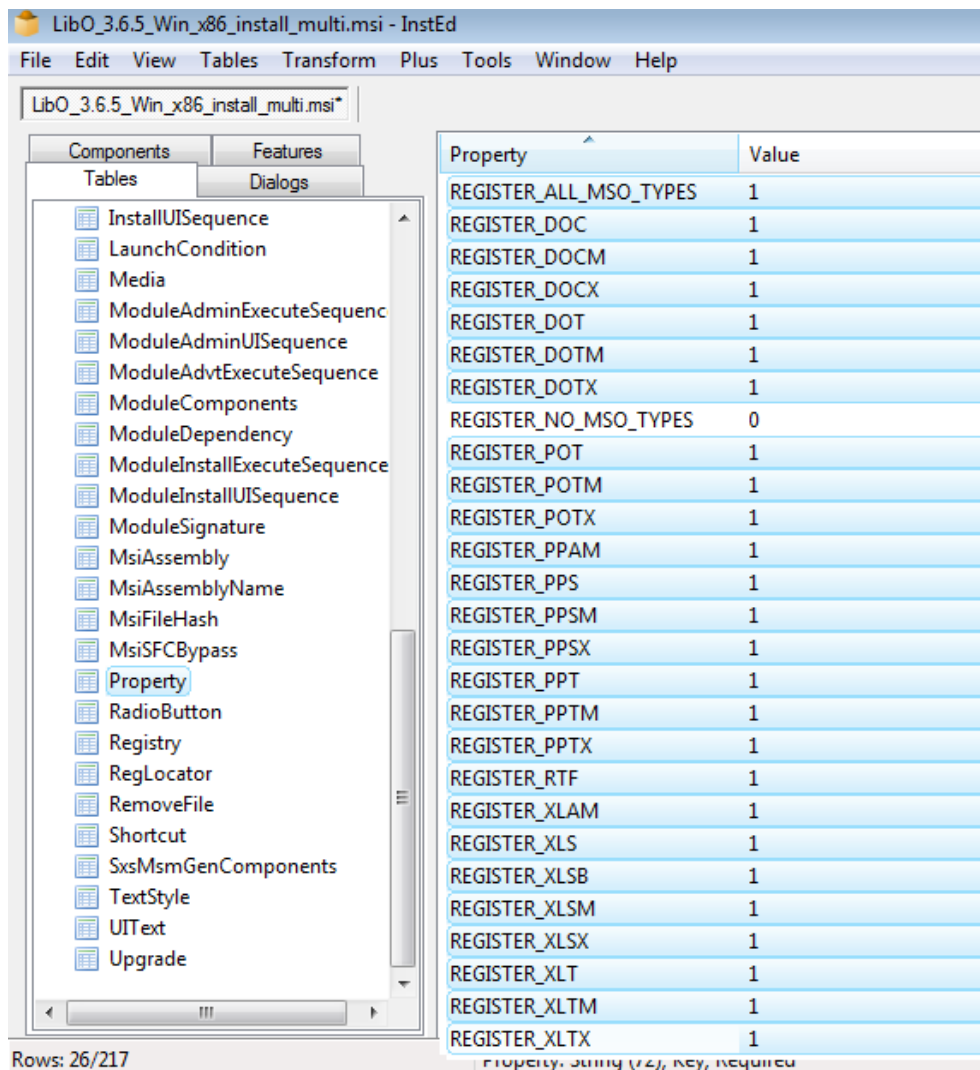 LibO_3.6.5_Win_x86_install_multi.msi - InstEd
File Edit View Tables Transform Plus Tools Window Help
LibO_3.6.5_Win_x86_install_multi.msi*
Components Features
Tables Dialogs
InstallUISequence
LaunchCondition
Media
ModuleAdminExecuteSequenc
ModuleAdminUISequence
ModuleAdvtExecuteSequence
ModuleComponents
ModuleDependency
ModuleInstallExecuteSequence
ModuleInstallUISequence
ModuleSignature
MsiAssembly
MsiAssemblyName
MsiFileHash
MsiSFCBypass
Property
RadioButton
Registry
RegLocator
RemoveFile
Shortcut
SxsMsmGenComponents
TextStyle
UIText
Upgrade
Property Value
REGISTER_ALL_MSO_TYPES 1
REGISTER_DOC 1
REGISTER_DOCM 1
REGISTER_DOCX 1
REGISTER_DOT 1
REGISTER_DOTM 1
REGISTER_DOTX 1
REGISTER_NO_MSO_TYPES 0
REGISTER_POT 1
REGISTER_POTM 1
REGISTER_POTX 1
REGISTER_PPAM 1
REGISTER_PPS 1
REGISTER_PPSM 1
REGISTER_PPSX 1
REGISTER_PPT 1
REGISTER_PPTM 1
REGISTER_PPTX 1
REGISTER_RTF 1
REGISTER_XLAM 1
REGISTER_XLS 1
REGISTER_XLSB 1
REGISTER_XLSM 1
REGISTER_XLSX 1
REGISTER_XLT 1
REGISTER_XLTM 1
REGISTER_XLTX 1
Rows: 26/217
Property: String (72), Key, Required